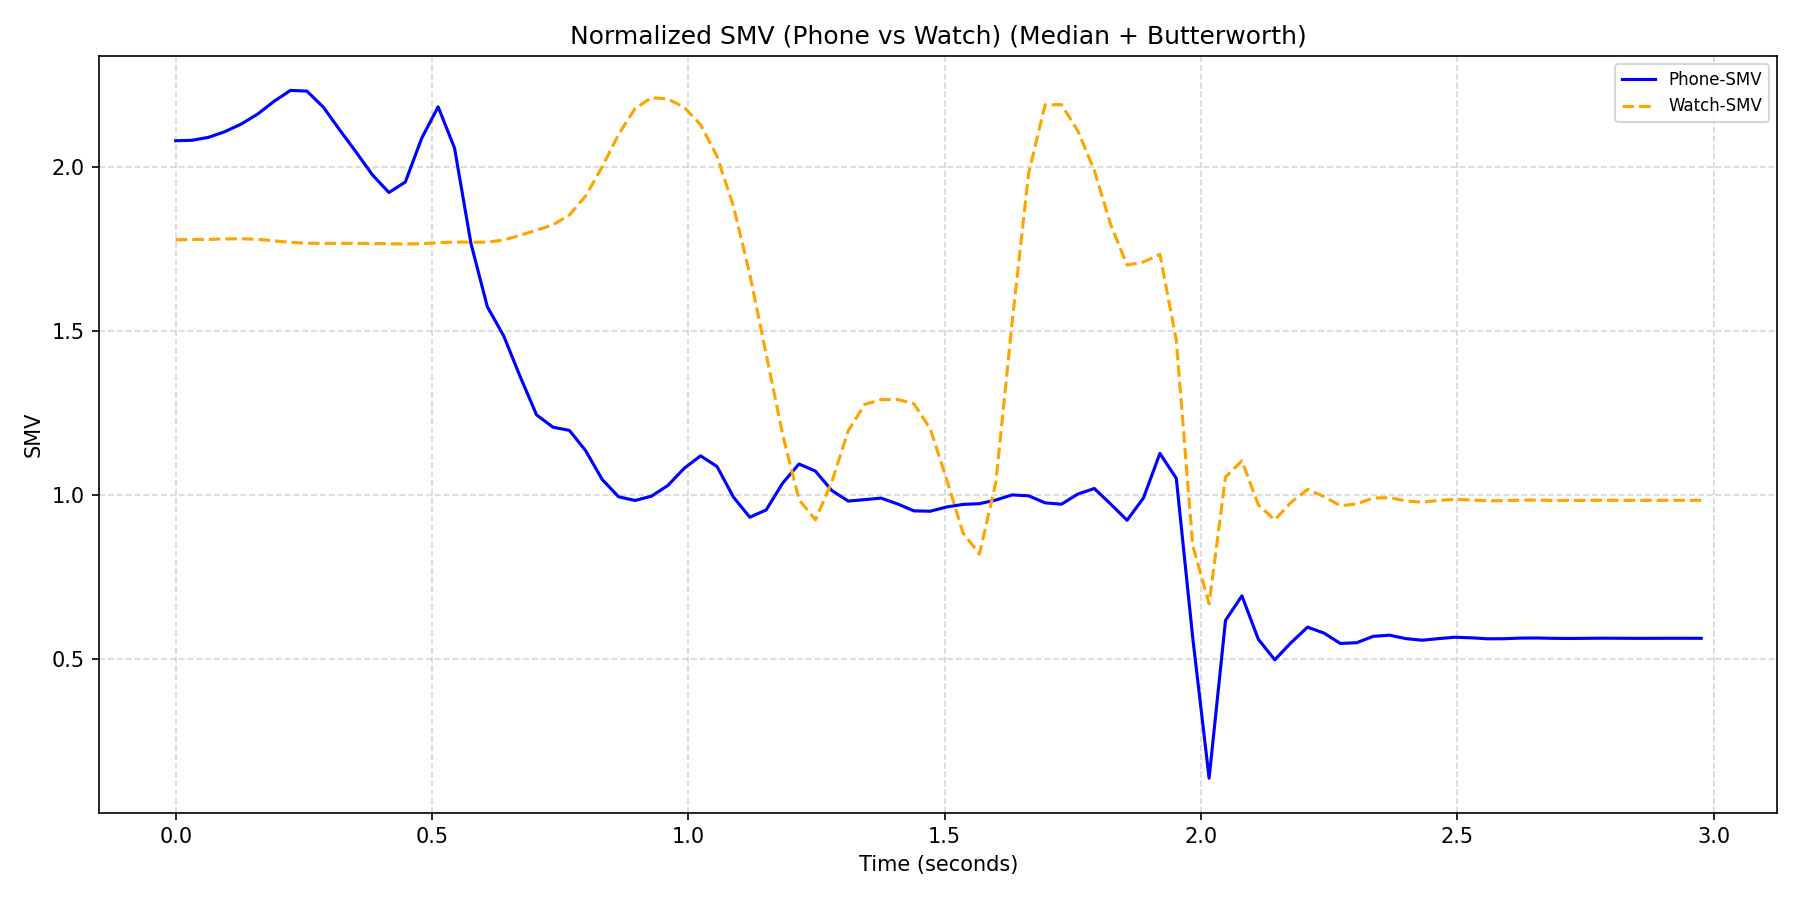 Normalized SMV (Phone vs Watch) (Median + Butterworth)
Phone-SMV
Watch-SMV
2.0
1.5
1.0
0.5
SMV
0.0 0.5 1.0 1.5 2.0 2.5 3.0
Time (seconds)